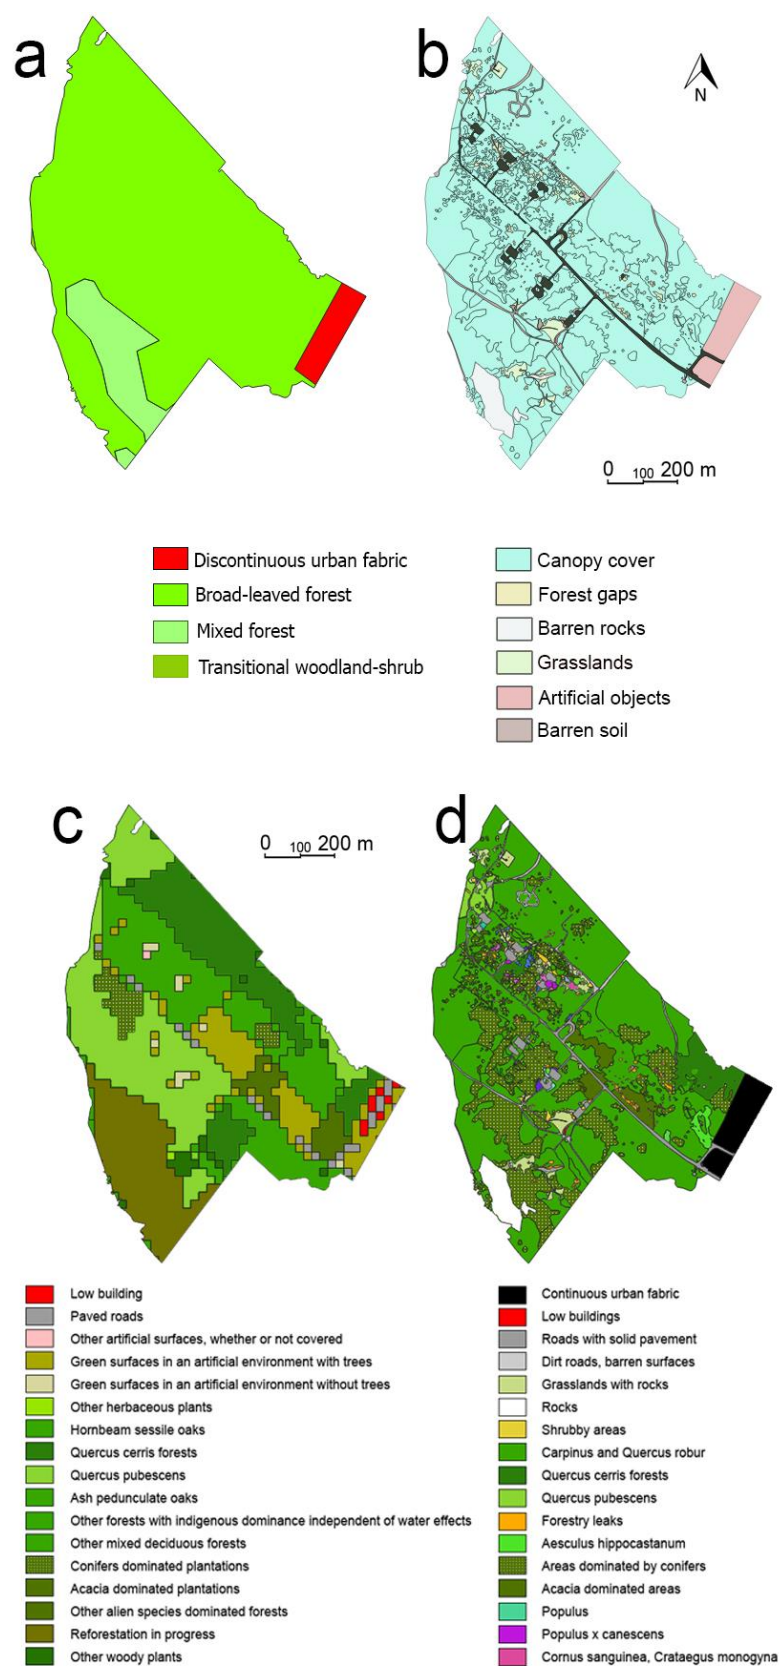 a
b
N
0 100 200 m
Discontinuous urban fabric
Broad-leaved forest
Mixed forest
Transitional woodland-shrub
Canopy cover
Forest gaps
Barren rocks
Grasslands
Artificial objects
Barren soil
c
0 100 200 m
d
Low building
Paved roads
Other artificial surfaces, whether or not covered
Green surfaces in an artificial environment with trees
Green surfaces in an artificial environment without trees
Other herbaceous plants
Hornbeam sessile oaks
Quercus cerris forests
Quercus pubescens
Ash pedunculate oaks
Other forests with indigenous dominance independent of water effects
Other mixed deciduous forests
Conifers dominated plantations
Acacia dominated plantations
Other alien species dominated forests
Reforestation in progress
Other woody plants
Continuous urban fabric
Low buildings
Roads with solid pavement
Dirt roads, barren surfaces
Grasslands with rocks
Rocks
Shrubby areas
Carpinus and Quercus robur
Quercus cerris forests
Quercus pubescens
Forestry leaks
Aesculus hippocastanum
Areas dominated by conifers
Acacia dominated areas
Populus
Populus x canescens
Cornus sanguinea, Crataegus monogyna